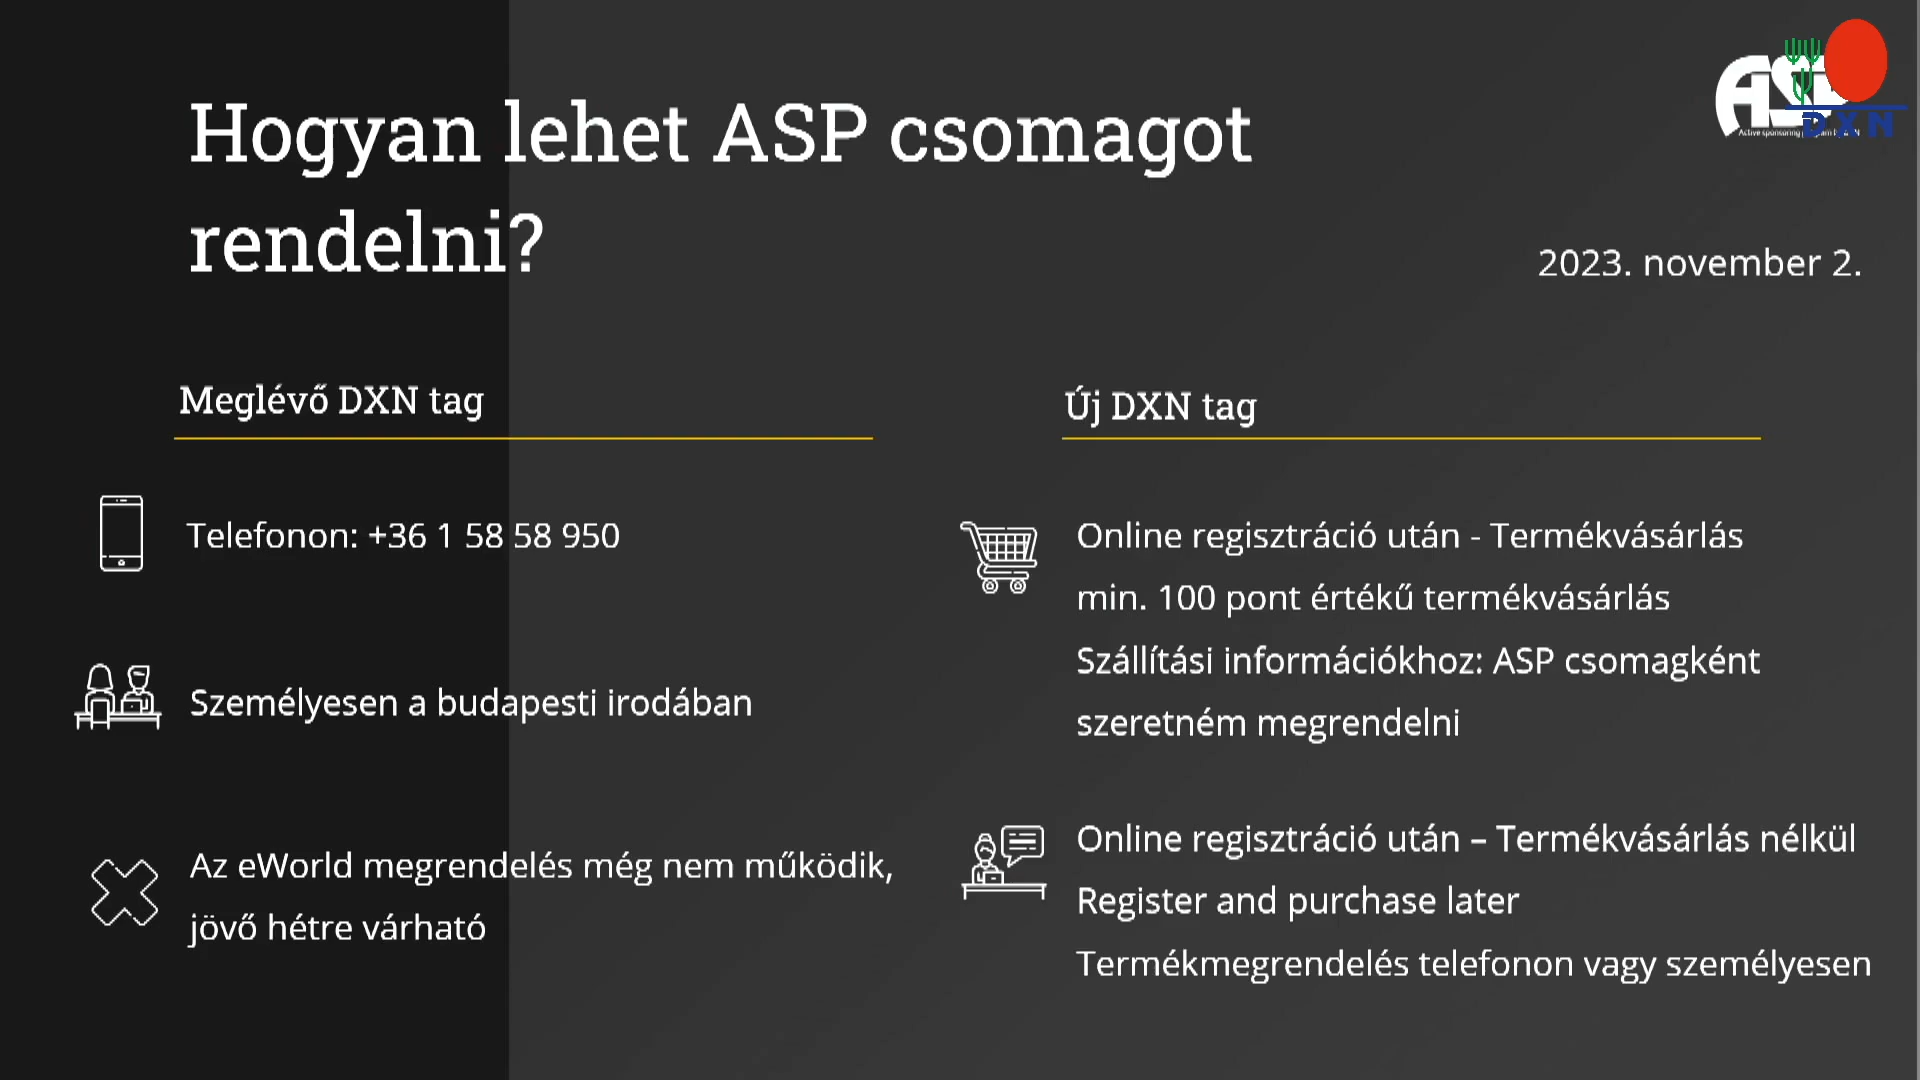 Hogyan lehet ASP csomagot
rendelni?
2023. november 2.
Meglévő DXN tag
Telefonon: +36 1 58 58 950
Személyesen a budapesti irodában
Az eWorld megrendelés még nem működik,
jövő hétre várható
Új DXN tag
Online regisztráció után - Termékvásárlás
min. 100 pont értékű termékvásárlás
Szállítási információkhoz: ASP csomagként
szeretném megrendelni
Online regisztráció után – Termékvásárlás nélkül
Register and purchase later
Termékmegrendelés telefonon vagy személyesen
DXN
Active sponsoring